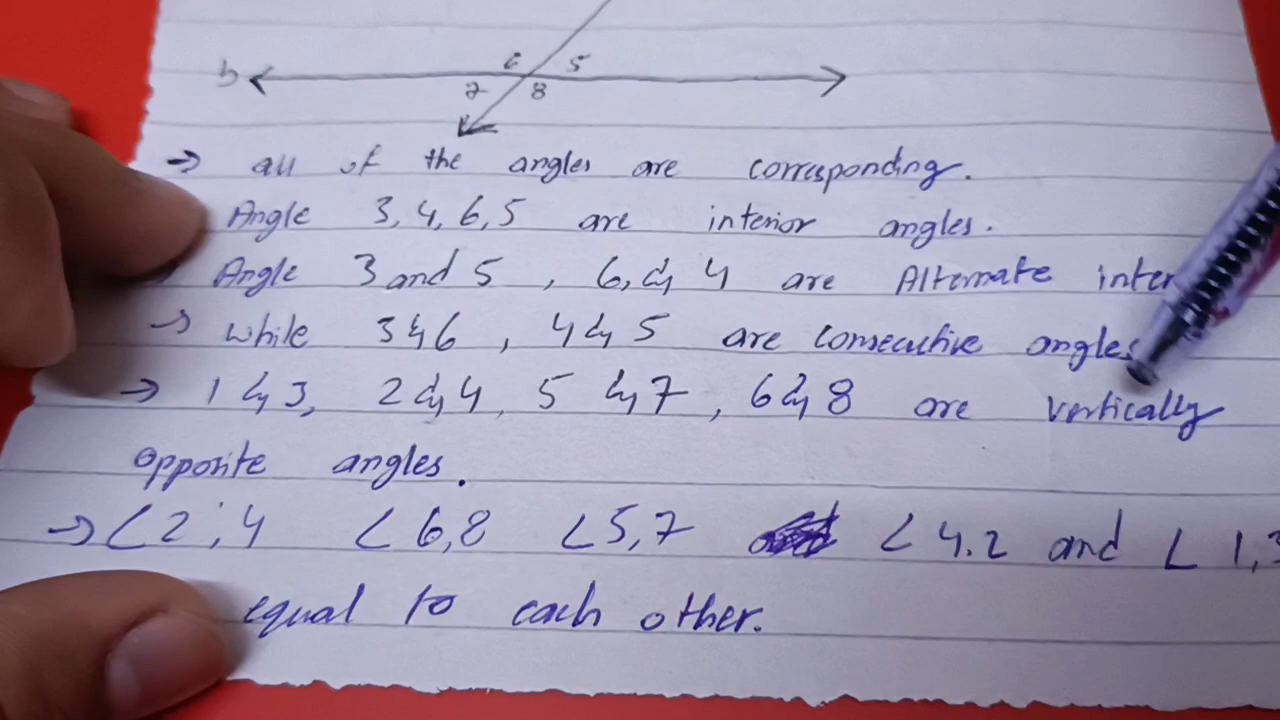 b 6 5
7 8
→ all of the angles are corresponding.
Angle 3, 4, 6, 5 are interior angles.
Angle 3 and 5, 6, & 4 are Alternate inter
→ while 3 & 6, 4 & 5 are consecutive angles
→ 1 & 3, 2 & 4, 5 & 7, 6 & 8 are vertically
opposite angles.
→ ∠ 2, 4 ∠ 6, 8 ∠ 5, 7 ∠ 4, 2 and ∠ 1, 3
equal to each other.